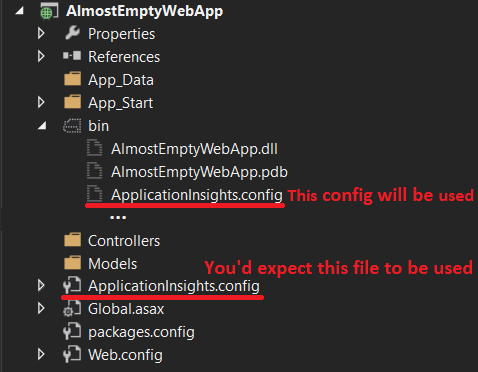 AlmostEmptyWebApp
Properties
References
App_Data
App_Start
bin
AlmostEmptyWebApp.dll
AlmostEmptyWebApp.pdb
ApplicationInsights.config This config will be used
...
Controllers
Models
You'd expect this file to be used
ApplicationInsights.config
Global.asax
packages.config
Web.config